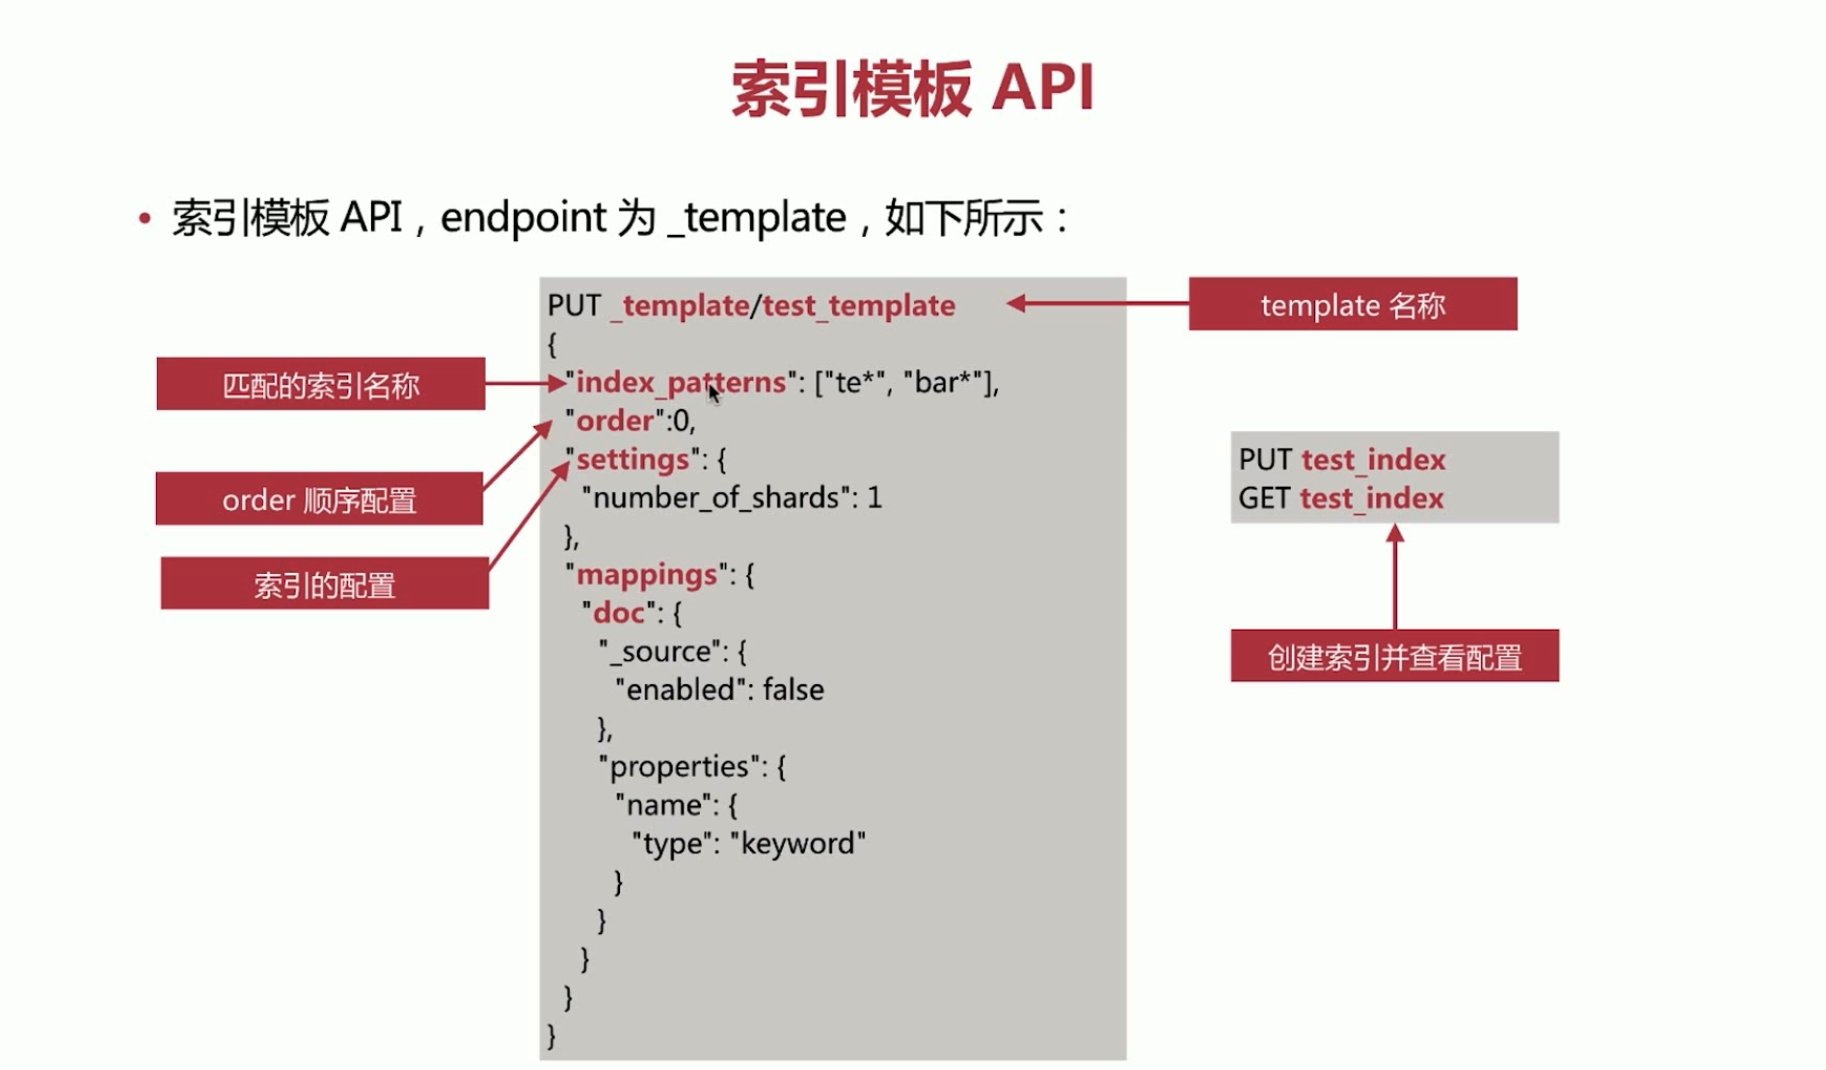 索引模板 API
• 索引模板 API，endpoint 为 _template，如下所示：
PUT _template/test_template
{
"index_patterns": ["te*", "bar*"],
"order":0,
"settings": {
"number_of_shards": 1
},
"mappings": {
"doc": {
"_source": {
"enabled": false
},
"properties": {
"name": {
"type": "keyword"
}
}
}
}
}
匹配的索引名称
order 顺序配置
索引的配置
template 名称
PUT test_index
GET test_index
创建索引并查看配置